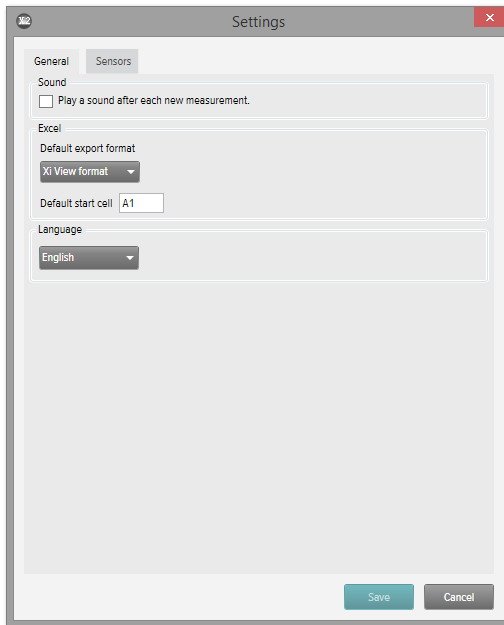 Settings
General Sensors
Sound
Play a sound after each new measurement.
Excel
Default export format
Xi View format
Default start cell A1
Language
English
Save Cancel